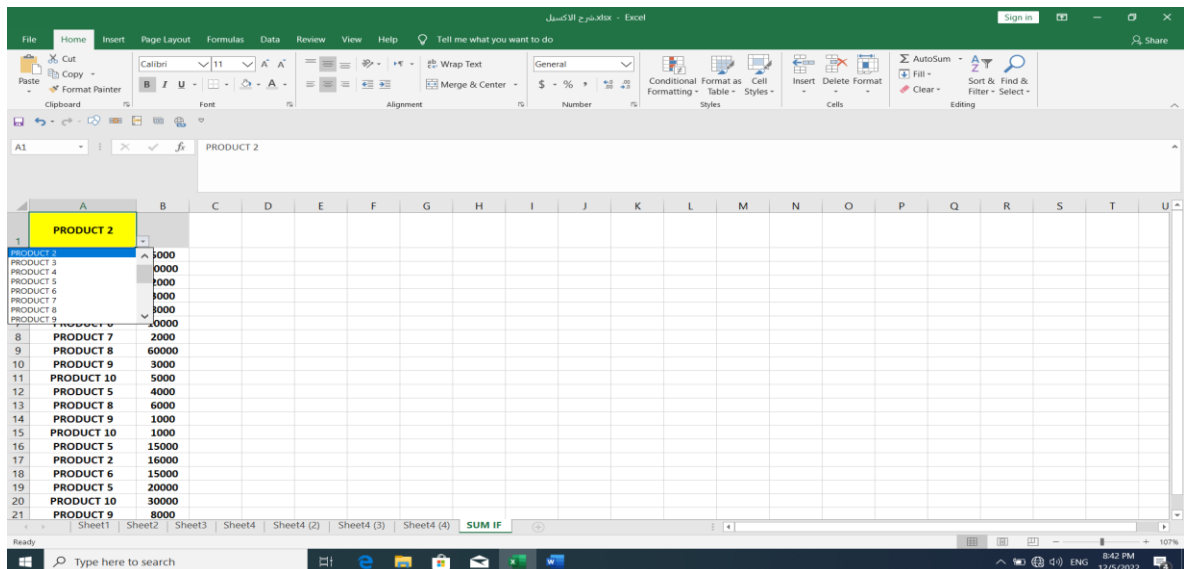 شرح الاكسيل.xlsx - Excel
Sign in
File Home Insert Page Layout Formulas Data Review View Help Tell me what you want to do
Share
Paste
Cut
Copy
Format Painter
Clipboard
Calibri 11 A A
B I U A
Font
Wrap Text
Merge & Center
Alignment
General
$ % ,
Number
Conditional Formatting
Format as Table
Cell Styles
Styles
Insert Delete Format
Cells
AutoSum
Fill
Clear
Sort & Filter
Find & Select
Editing
A1 fx PRODUCT 2
A B C D E F G H I J K L M N O P Q R S T U
1 PRODUCT 2
PRODUCT 2
PRODUCT 3
PRODUCT 4
PRODUCT 5
PRODUCT 6
PRODUCT 7
PRODUCT 8
PRODUCT 9
8 PRODUCT 7 2000
9 PRODUCT 8 60000
10 PRODUCT 9 3000
11 PRODUCT 10 5000
12 PRODUCT 5 4000
13 PRODUCT 8 6000
14 PRODUCT 9 1000
15 PRODUCT 10 1000
16 PRODUCT 5 15000
17 PRODUCT 2 16000
18 PRODUCT 6 15000
19 PRODUCT 5 20000
20 PRODUCT 10 30000
21 PRODUCT 9 8000
Sheet1 Sheet2 Sheet3 Sheet4 Sheet4 (2) Sheet4 (3) Sheet4 (4) SUM IF
Ready
107%
Type here to search
ENG
8:42 PM
12/5/2022